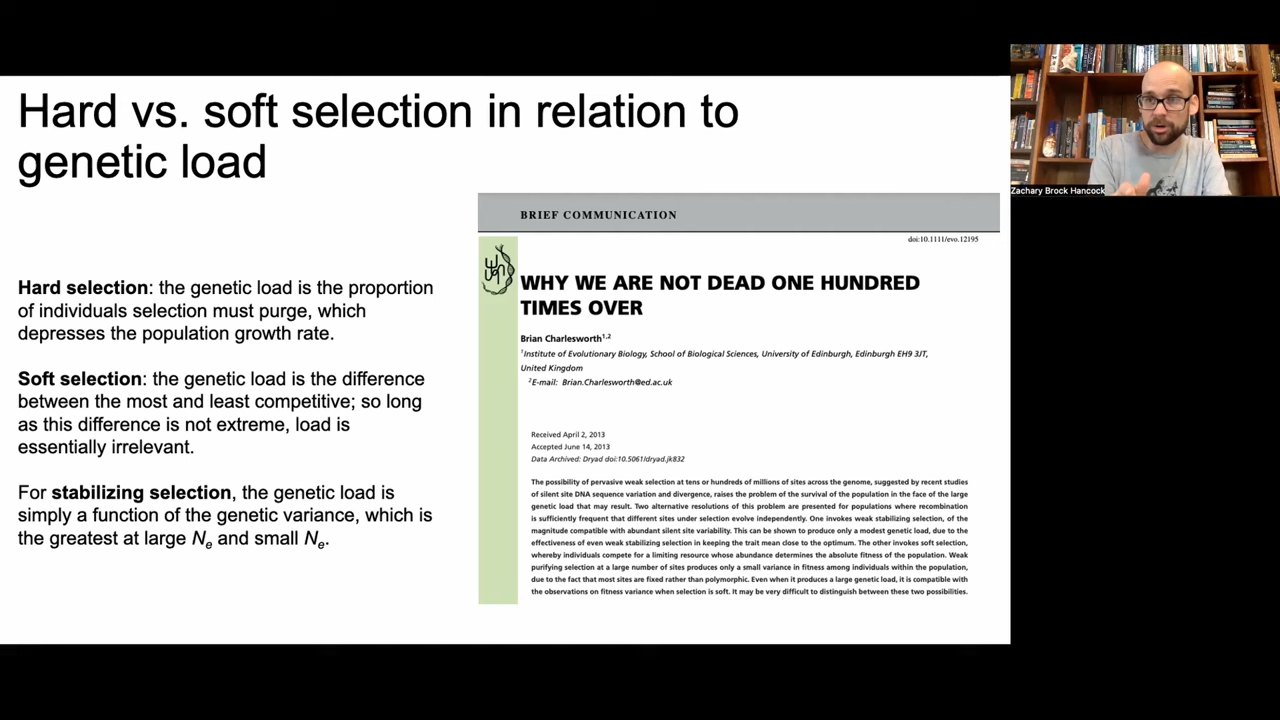 Hard vs. soft selection in relation to
genetic load
Hard selection: the genetic load is the proportion
of individuals selection must purge, which
depresses the population growth rate.
Soft selection: the genetic load is the difference
between the most and least competitive; so long
as this difference is not extreme, load is
essentially irrelevant.
For stabilizing selection, the genetic load is
simply a function of the genetic variance, which is
the greatest at large Ne and small Ne.
BRIEF COMMUNICATION
doi:10.1111/evo.12195
WHY WE ARE NOT DEAD ONE HUNDRED
TIMES OVER
Brian Charlesworth1,2
1Institute of Evolutionary Biology, School of Biological Sciences, University of Edinburgh, Edinburgh EH9 3JT,
United Kingdom
2E-mail: Brian.Charlesworth@ed.ac.uk
Received April 2, 2013
Accepted June 14, 2013
Data Archived: Dryad doi:10.5061/dryad.jk832
The possibility of pervasive weak selection at tens or hundreds of millions of sites across the genome, suggested by recent studies
of silent site DNA sequence variation and divergence, raises the problem of the survival of the population in the face of the large
genetic load that may result. Two alternative resolutions of this problem are presented for populations where recombination
is sufficiently frequent that different sites under selection evolve independently. One invokes weak stabilizing selection, of the
magnitude compatible with abundant silent site variability. This can be shown to produce only a modest genetic load, due to the
effectiveness of even weak stabilizing selection in keeping the trait mean close to the optimum. The other invokes soft selection,
whereby individuals compete for a limiting resource whose abundance determines the absolute fitness of the population. Weak
purifying selection at a large number of sites produces only a small variance in fitness among individuals within the population,
due to the fact that most sites are fixed rather than polymorphic. Even when it produces a large genetic load, it is compatible with
the observations on fitness variance when selection is soft. It may be very difficult to distinguish between these two possibilities.
Zachary Brock Hancock